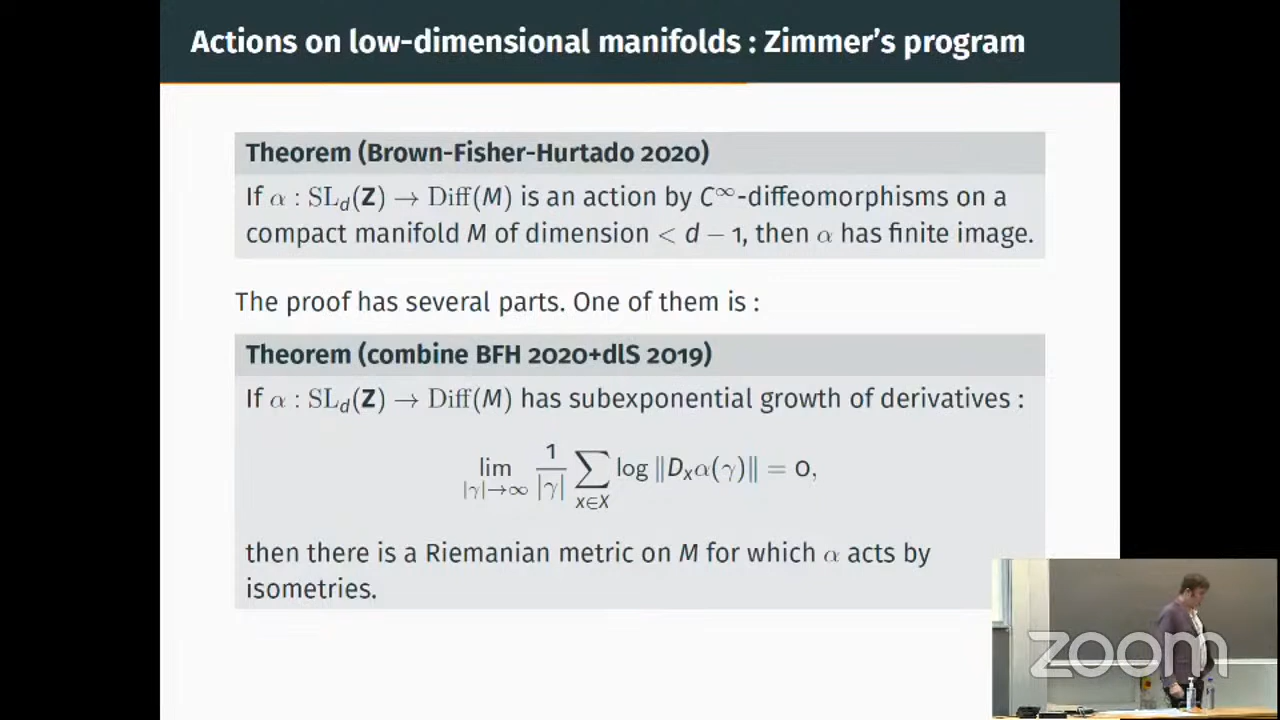 Actions on low-dimensional manifolds : Zimmer's program
Theorem (Brown-Fisher-Hurtado 2020)
If α : SL_d(Z) → Diff(M) is an action by C^∞-diffeomorphisms on a
compact manifold M of dimension < d − 1, then α has finite image.
The proof has several parts. One of them is :
Theorem (combine BFH 2020+dlS 2019)
If α : SL_d(Z) → Diff(M) has subexponential growth of derivatives :
lim_{|γ|→∞} 1/|γ| ∑_{x∈X} log ‖D_xα(γ)‖ = 0,
then there is a Riemanian metric on M for which α acts by
isometries.
zoom